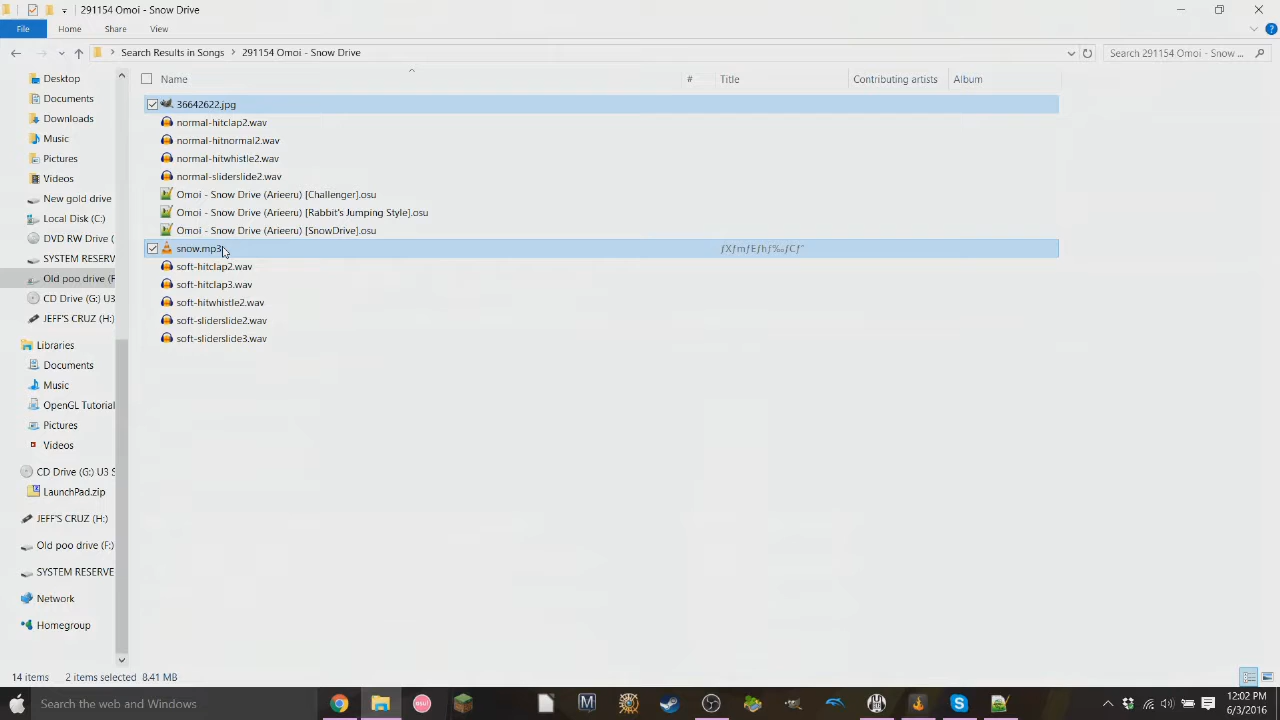 291154 Omoi - Snow Drive
File Home Share View
Search Results in Songs 291154 Omoi - Snow Drive Search 291154 Omoi - Snow ...
Name # Title Contributing artists Album
Desktop
Documents
Downloads
Music
Pictures
Videos
New gold drive
Local Disk (C:)
DVD RW Drive (
SYSTEM RESERV
Old poo drive (F
CD Drive (G:) U3
JEFF'S CRUZ (H:)
Libraries
Documents
Music
OpenGL Tutorial
Pictures
Videos
CD Drive (G:) U3 S
LaunchPad.zip
JEFF'S CRUZ (H:)
Old poo drive (F:)
SYSTEM RESERVE
Network
Homegroup
36642622.jpg
normal-hitclap2.wav
normal-hitnormal2.wav
normal-hitwhistle2.wav
normal-sliderslide2.wav
Omoi - Snow Drive (Arieeru) [Challenger].osu
Omoi - Snow Drive (Arieeru) [Rabbit's Jumping Style].osu
Omoi - Snow Drive (Arieeru) [SnowDrive].osu
snow.mp3 ƒXƒmƒEƒhƒ‰ƒCƒ“
soft-hitclap2.wav
soft-hitclap3.wav
soft-hitwhistle2.wav
soft-sliderslide2.wav
soft-sliderslide3.wav
14 items 2 items selected 8.41 MB
Search the web and Windows
osu!
M
12:02 PM
6/3/2016